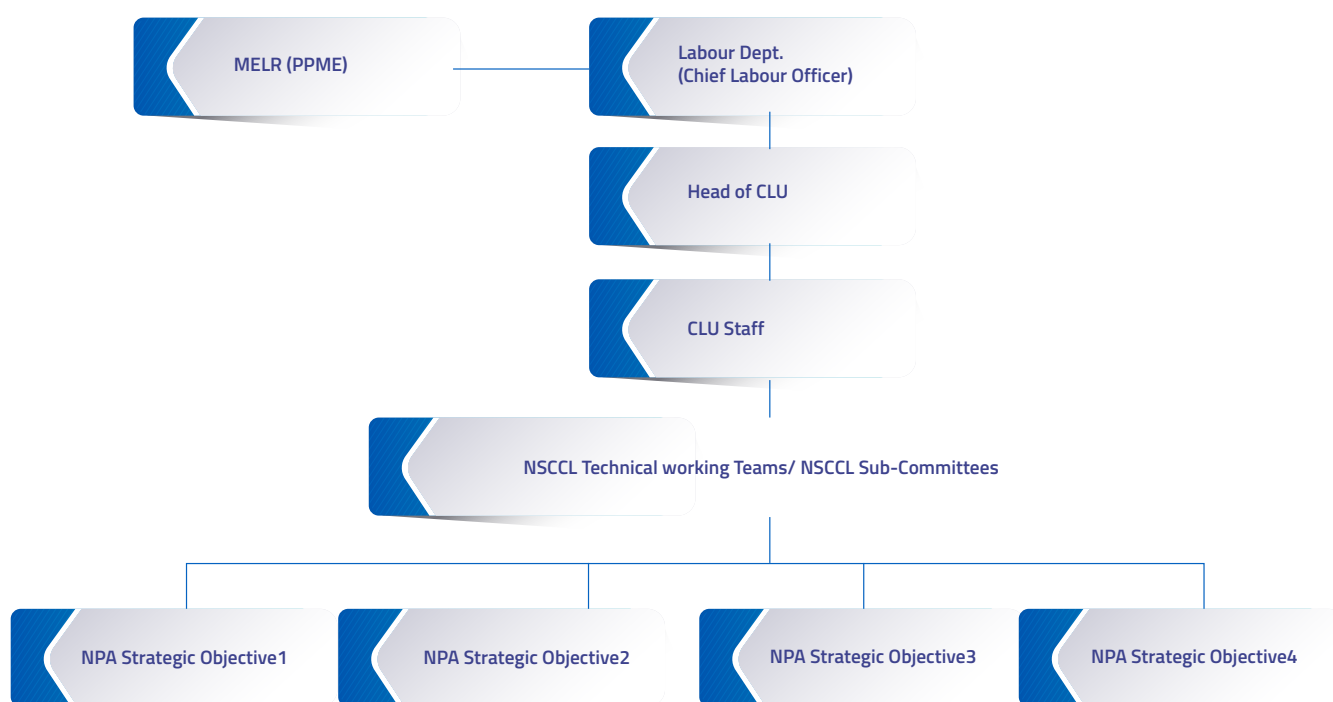 MELR (PPME)
Labour Dept.
(Chief Labour Officer)
Head of CLU
CLU Staff
NSCCL Technical working Teams/ NSCCL Sub-Committees
NPA Strategic Objective1
NPA Strategic Objective2
NPA Strategic Objective3
NPA Strategic Objective4